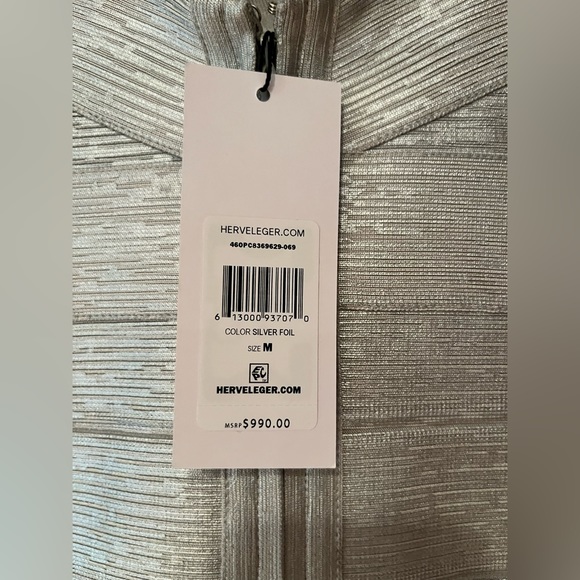 HERVELEGER.COM
460PC8369629-069
6 13000 93707 0
COLOR SILVER FOIL
SIZE M
HERVELEGER.COM
MSRP $990.00